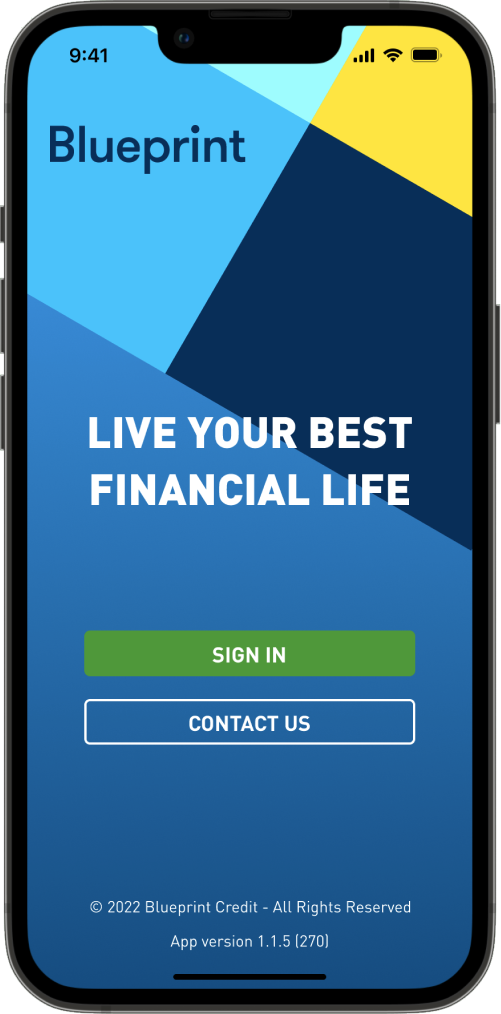 9:41
Blueprint
LIVE YOUR BEST
FINANCIAL LIFE
SIGN IN
CONTACT US
© 2022 Blueprint Credit - All Rights Reserved
App version 1.1.5 (270)